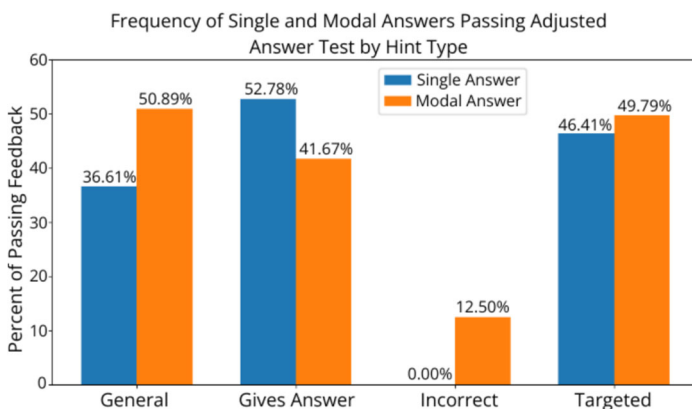 Frequency of Single and Modal Answers Passing Adjusted
Answer Test by Hint Type
Percent of Passing Feedback
60
50
40
30
20
10
0
Single Answer
Modal Answer
36.61%
50.89%
52.78%
41.67%
0.00%
12.50%
46.41%
49.79%
General
Gives Answer
Incorrect
Targeted